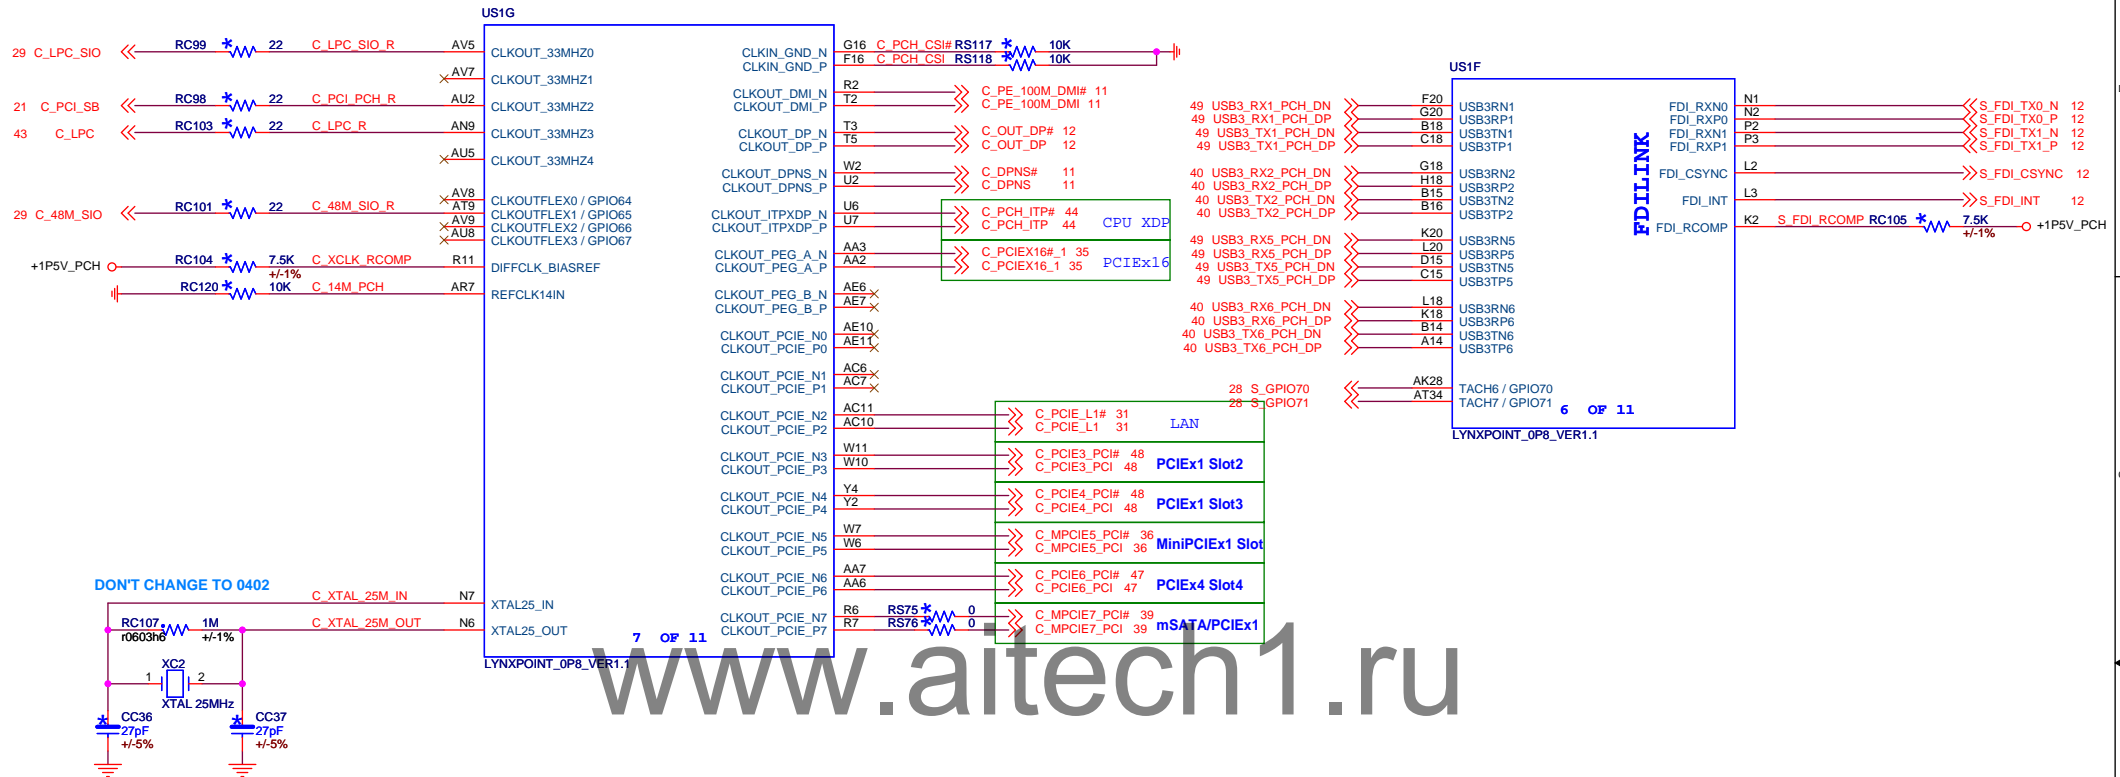 US1G
29 C_LPC_SIO RC99 * 22 C_LPC_SIO_R AV5 CLKOUT_33MHZ0
AV7 CLKOUT_33MHZ1
21 C_PCI_SB RC98 * 22 C_PCI_PCH_R AU2 CLKOUT_33MHZ2
43 C_LPC RC103 * 22 C_LPC_R AN9 CLKOUT_33MHZ3
AU5 CLKOUT_33MHZ4
AV8 CLKOUTFLEX0 / GPIO64
29 C_48M_SIO RC101 * 22 C_48M_SIO_R AT9 CLKOUTFLEX1 / GPIO65
AV9 CLKOUTFLEX2 / GPIO66
AU8 CLKOUTFLEX3 / GPIO67
+1P5V_PCH RC104 * 7.5K C_XCLK_RCOMP R11 DIFFCLK_BIASREF
+/-1%
RC120 * 10K C_14M_PCH AR7 REFCLK14IN
DON'T CHANGE TO 0402
C_XTAL_25M_IN N7 XTAL25_IN
RC107 * 1M C_XTAL_25M_OUT N6 XTAL25_OUT
r0603h6 +/-1%
XC2
1 2
XTAL 25MHz
* CC36 * CC37
27pF 27pF
+/-5% +/-5%
CLKIN_GND_N G16 C_PCH_CSI# RS117 * 10K
CLKIN_GND_P F16 C_PCH_CSI RS118 * 10K
CLKOUT_DMI_N R2 C_PE_100M_DMI# 11
CLKOUT_DMI_P T2 C_PE_100M_DMI 11
CLKOUT_DP_N T3 C_OUT_DP# 12
CLKOUT_DP_P T5 C_OUT_DP 12
CLKOUT_DPNS_N W2 C_DPNS# 11
CLKOUT_DPNS_P U2 C_DPNS 11
CLKOUT_ITPXDP_N U6 C_PCH_ITP# 44
CLKOUT_ITPXDP_P U7 C_PCH_ITP 44 CPU XDP
CLKOUT_PEG_A_N AA3 C_PCIEX16#_1 35
CLKOUT_PEG_A_P AA2 C_PCIEX16_1 35 PCIEx16
CLKOUT_PEG_B_N AE6
CLKOUT_PEG_B_P AE7
CLKOUT_PCIE_N0 AE10
CLKOUT_PCIE_P0 AE11
CLKOUT_PCIE_N1 AC6
CLKOUT_PCIE_P1 AC7
CLKOUT_PCIE_N2 AC11 C_PCIE_L1# 31
CLKOUT_PCIE_P2 AC10 C_PCIE_L1 31 LAN
CLKOUT_PCIE_N3 W11 C_PCIE3_PCI# 48
CLKOUT_PCIE_P3 W10 C_PCIE3_PCI 48 PCIEx1 Slot2
CLKOUT_PCIE_N4 Y4 C_PCIE4_PCI# 48
CLKOUT_PCIE_P4 Y2 C_PCIE4_PCI 48 PCIEx1 Slot3
CLKOUT_PCIE_N5 W7 C_MPCIE5_PCI# 36
CLKOUT_PCIE_P5 W6 C_MPCIE5_PCI 36 MiniPCIEx1 Slot
CLKOUT_PCIE_N6 AA7 C_PCIE6_PCI# 47
CLKOUT_PCIE_P6 AA6 C_PCIE6_PCI 47 PCIEx4 Slot4
CLKOUT_PCIE_N7 R6 RS75 * 0 C_MPCIE7_PCI# 39
CLKOUT_PCIE_P7 R7 RS76 * 0 C_MPCIE7_PCI 39 mSATA/PCIEx1
7 OF 11
LYNXPOINT_0P8_VER1.1
US1F
49 USB3_RX1_PCH_DN F20 USB3RN1
49 USB3_RX1_PCH_DP G20 USB3RP1
49 USB3_TX1_PCH_DN B18 USB3TN1
49 USB3_TX1_PCH_DP C18 USB3TP1
40 USB3_RX2_PCH_DN G18 USB3RN2
40 USB3_RX2_PCH_DP H18 USB3RP2
40 USB3_TX2_PCH_DN B15 USB3TN2
40 USB3_TX2_PCH_DP B16 USB3TP2
49 USB3_RX5_PCH_DN K20 USB3RN5
49 USB3_RX5_PCH_DP L20 USB3RP5
49 USB3_TX5_PCH_DN D15 USB3TN5
49 USB3_TX5_PCH_DP C15 USB3TP5
40 USB3_RX6_PCH_DN L18 USB3RN6
40 USB3_RX6_PCH_DP K18 USB3RP6
40 USB3_TX6_PCH_DN B14 USB3TN6
40 USB3_TX6_PCH_DP A14 USB3TP6
28 S_GPIO70 AK28 TACH6 / GPIO70
28 S_GPIO71 AT34 TACH7 / GPIO71
FDILINK
FDI_RXN0 N1 S_FDI_TX0_N 12
FDI_RXP0 N2 S_FDI_TX0_P 12
FDI_RXN1 P2 S_FDI_TX1_N 12
FDI_RXP1 P3 S_FDI_TX1_P 12
FDI_CSYNC L2 S_FDI_CSYNC 12
FDI_INT L3 S_FDI_INT 12
FDI_RCOMP K2 S_FDI_RCOMP RC105 * 7.5K +1P5V_PCH
+/-1%
6 OF 11
LYNXPOINT_0P8_VER1.1
www.aitech1.ru